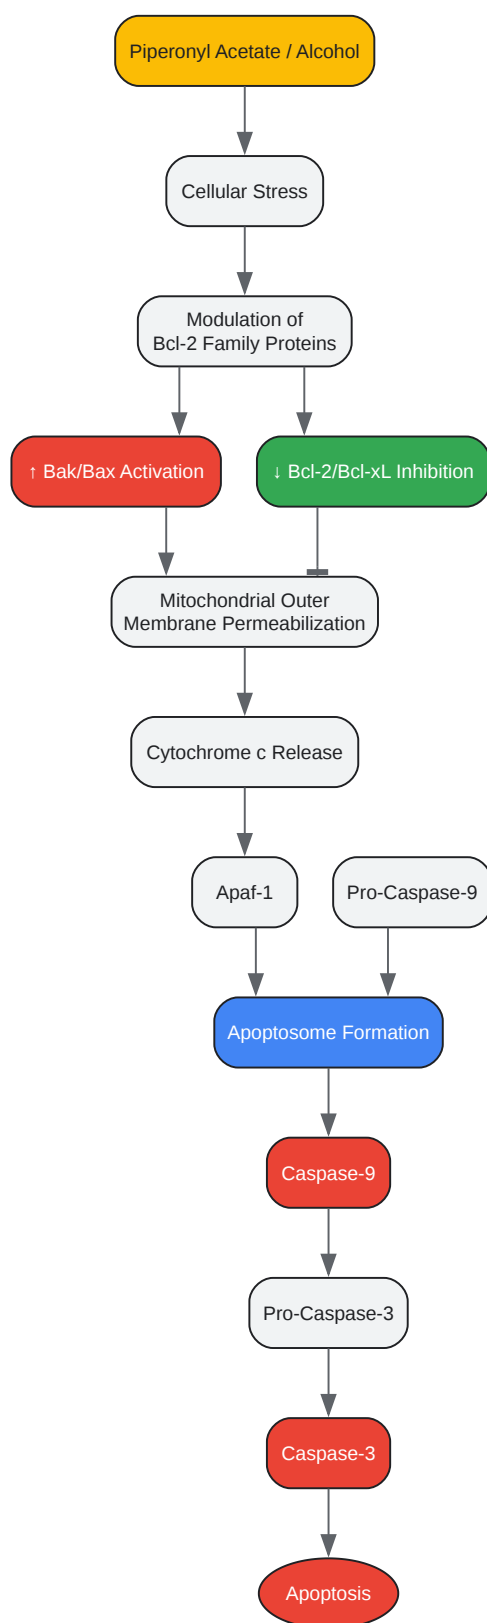 Piperonyl Acetate / Alcohol
Cellular Stress
Modulation of
Bcl-2 Family Proteins
↑ Bak/Bax Activation
↓ Bcl-2/Bcl-xL Inhibition
Mitochondrial Outer
Membrane Permeabilization
Cytochrome c Release
Apaf-1
Pro-Caspase-9
Apoptosome Formation
Caspase-9
Pro-Caspase-3
Caspase-3
Apoptosis